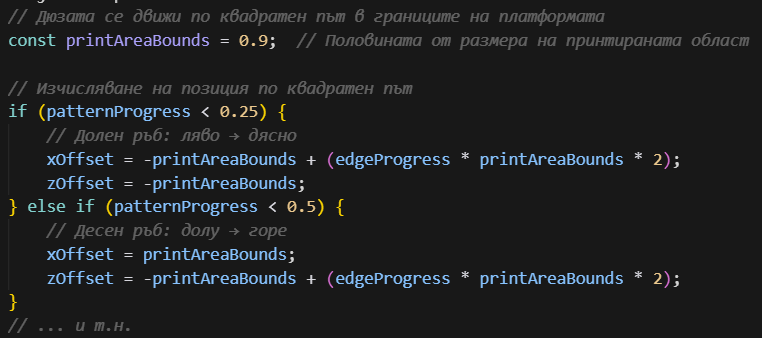 // Дюзата се движи по квадратен път в границите на платформата
const printAreaBounds = 0.9;  // Половината от размера на принтираната област

// Изчисляване на позиция по квадратен път
if (patternProgress < 0.25) {
    // Долен ръб: ляво → дясно
    xOffset = -printAreaBounds + (edgeProgress * printAreaBounds * 2);
    zOffset = -printAreaBounds;
} else if (patternProgress < 0.5) {
    // Десен ръб: долу → горе
    xOffset = printAreaBounds;
    zOffset = -printAreaBounds + (edgeProgress * printAreaBounds * 2);
}
// ... и т.н.